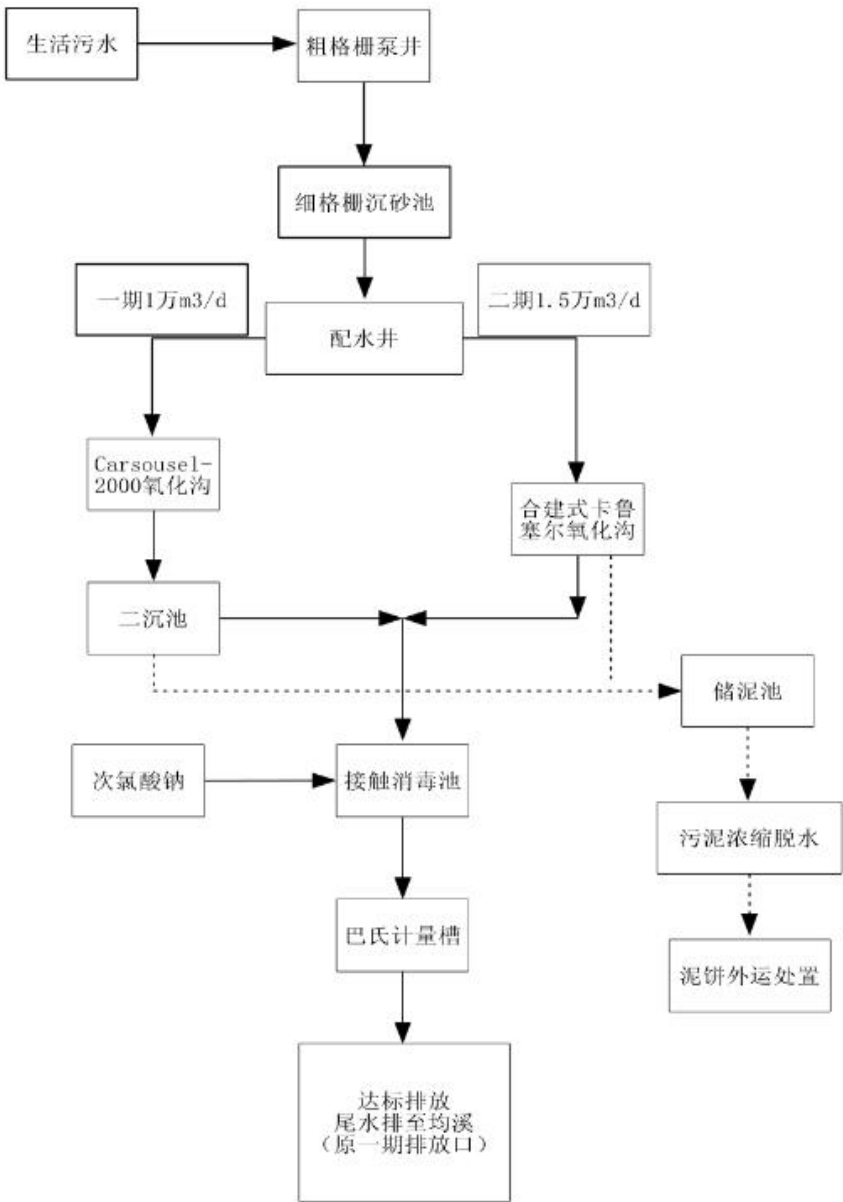 生活污水
粗格栅泵井
细格栅沉砂池
一期1万m3/d
二期1.5万m3/d
配水井
Carsousel-
2000氧化沟
合建式卡鲁
塞尔氧化沟
二沉池
储泥池
次氯酸钠
接触消毒池
污泥浓缩脱水
巴氏计量槽
泥饼外运处置
达标排放
尾水排至均溪
（原一期排放口）